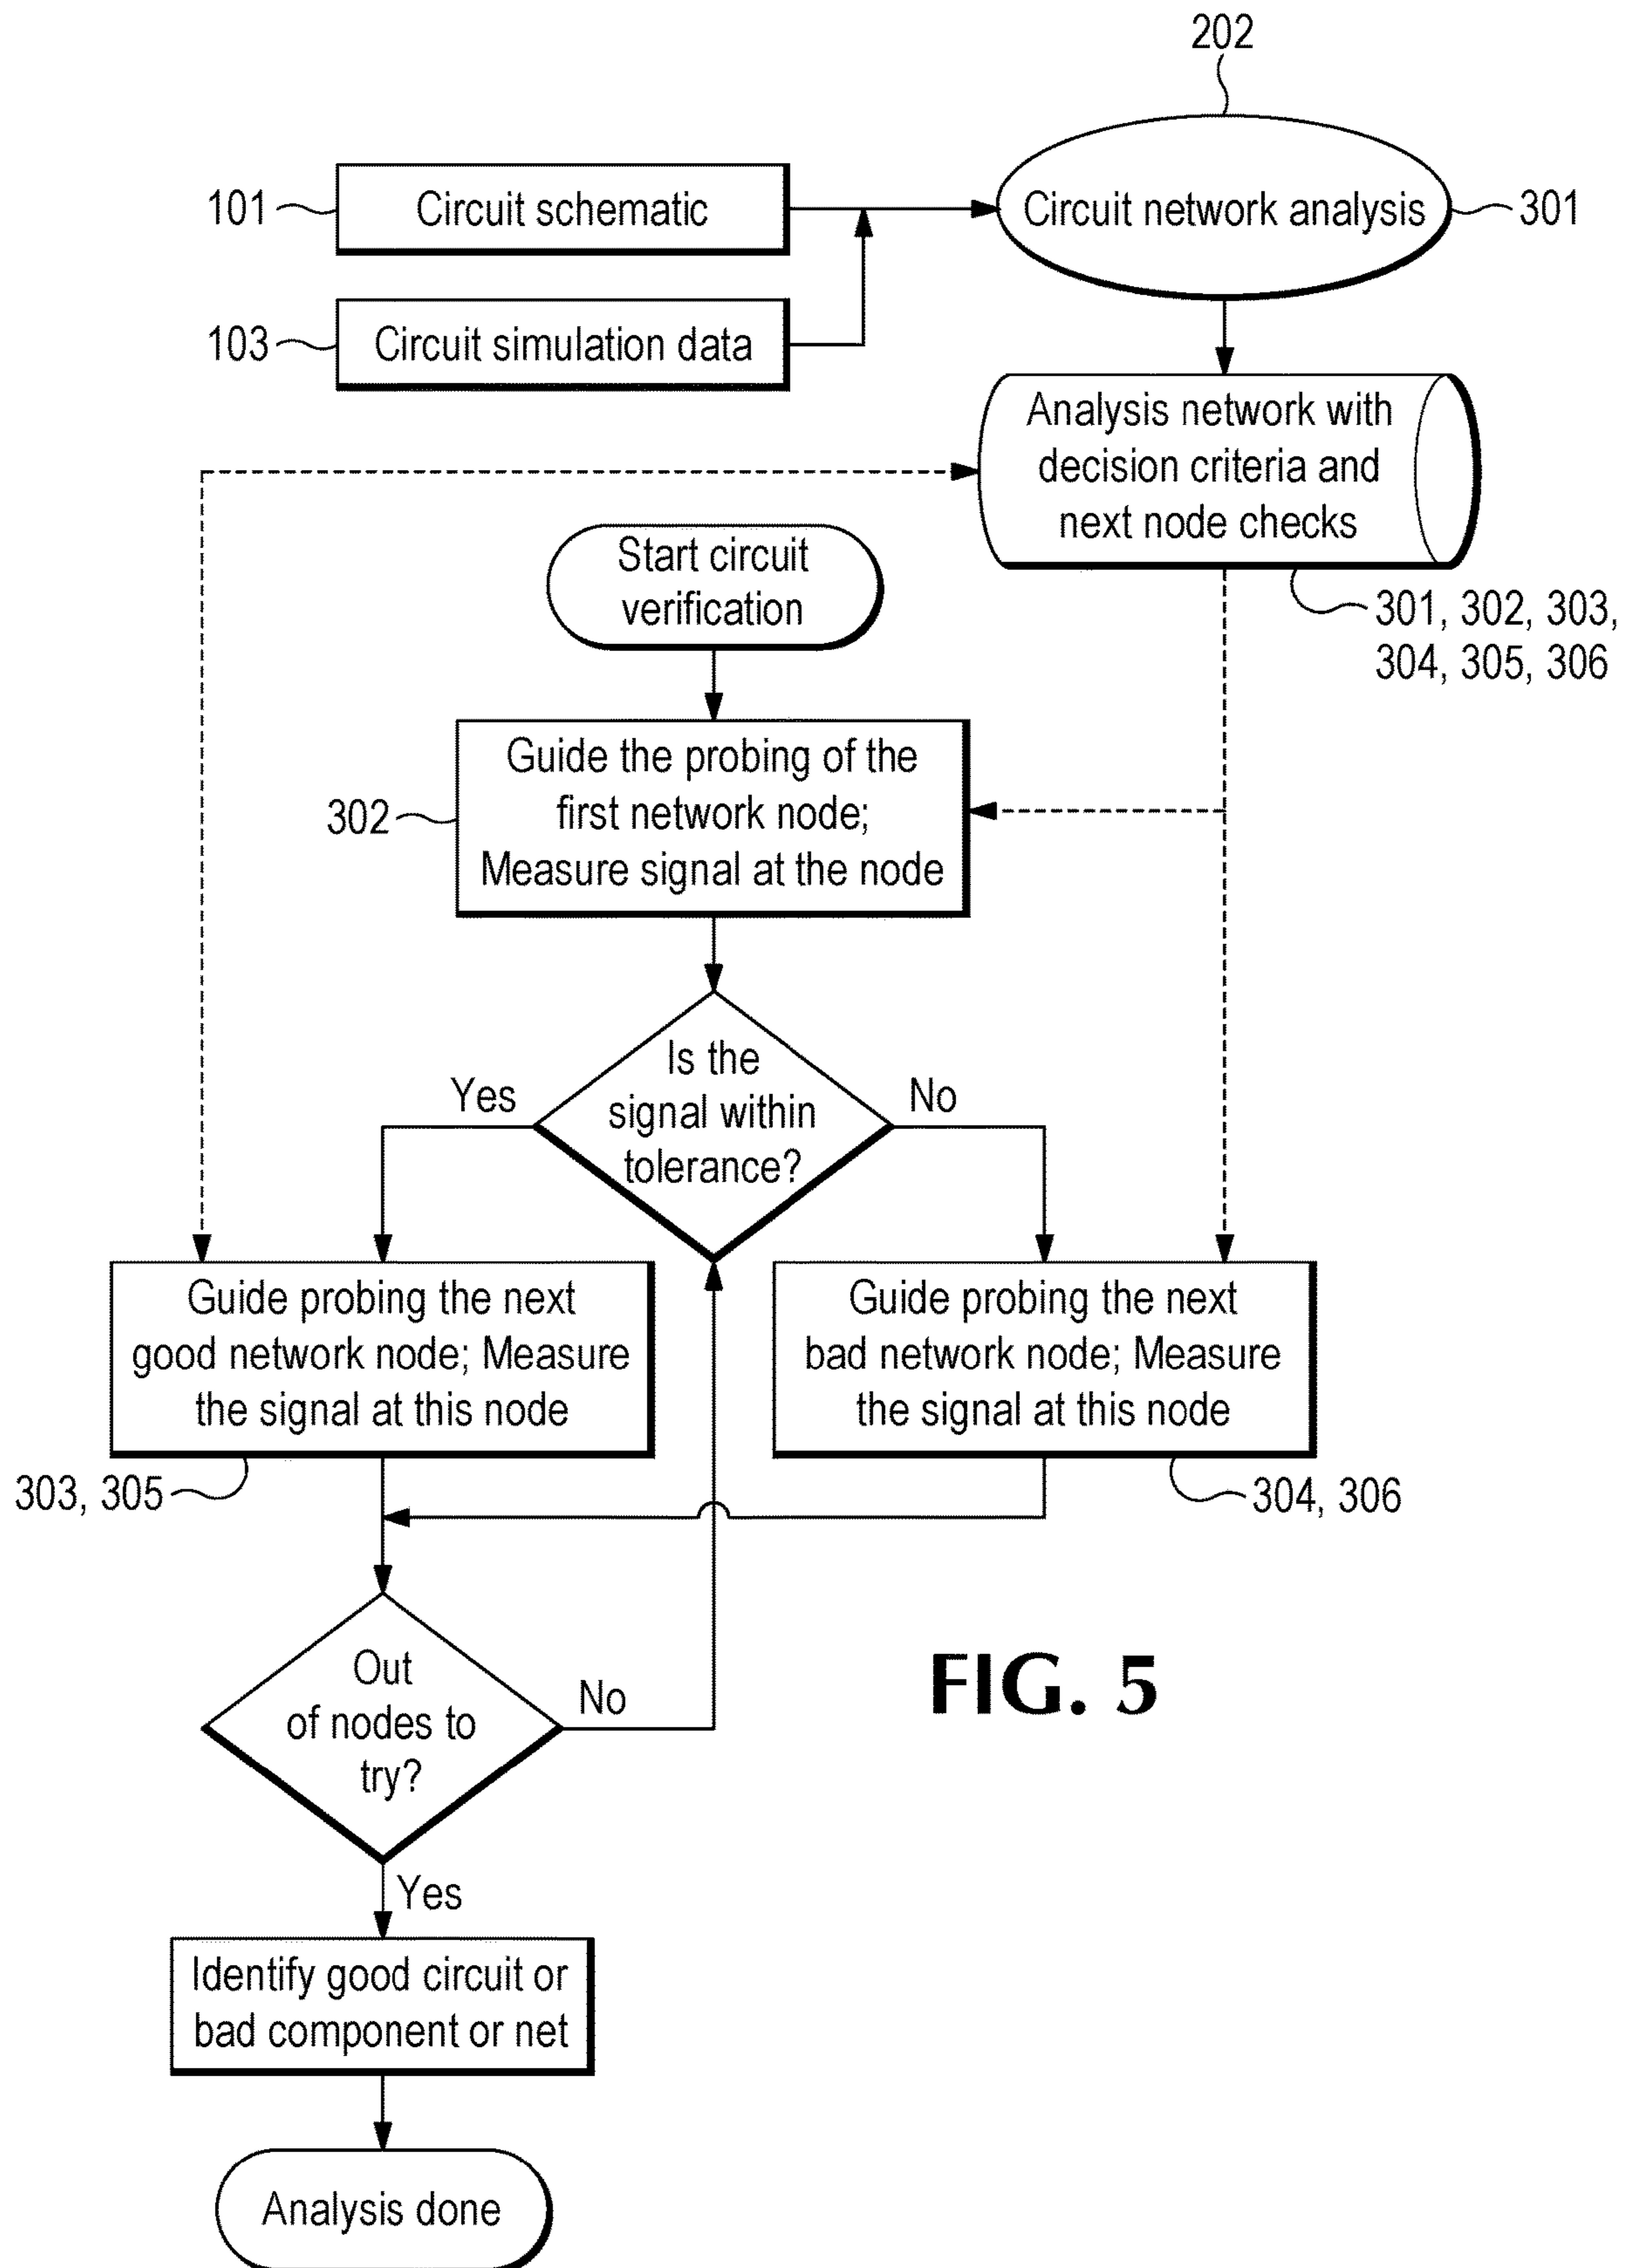 202
101
Circuit schematic
Circuit network analysis
301
103
Circuit simulation data
Analysis network with
decision criteria and
next node checks
301, 302, 303,
304, 305, 306
Start circuit
verification
302
Guide the probing of the
first network node;
Measure signal at the node
Is the
signal within
tolerance?
Yes
No
Guide probing the next
good network node; Measure
the signal at this node
303, 305
Guide probing the next
bad network node; Measure
the signal at this node
304, 306
Out
of nodes to
try?
No
Yes
FIG. 5
Identify good circuit or
bad component or net
Analysis done